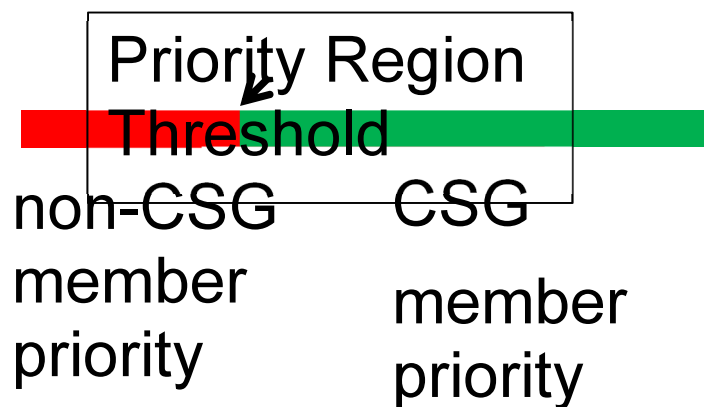 Priority Region
Threshold
non-CSG
member
priority
CSG
member
priority